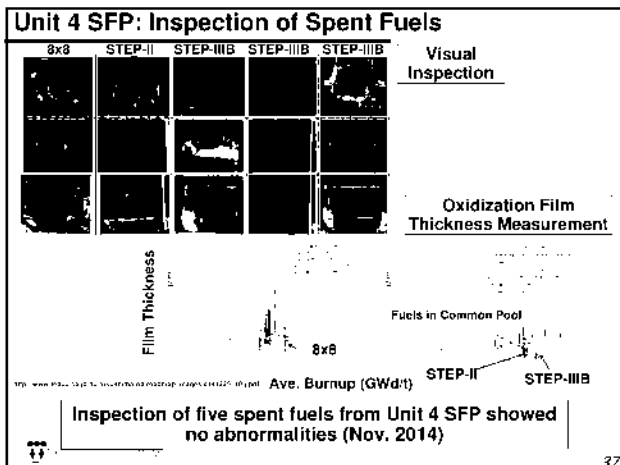 Unit 4 SFP: Inspection of Spent Fuels
8x8 STEP-II STEP-IIIB STEP-IIIB STEP-IIIB
Visual
Inspection
Oxidization Film
Thickness Measurement
Film Thickness
Fuels in Common Pool
8x8
STEP-II
STEP-IIIB
Ave. Burnup (GWd/t)
Inspection of five spent fuels from Unit 4 SFP showed
no abnormalities (Nov. 2014)
37